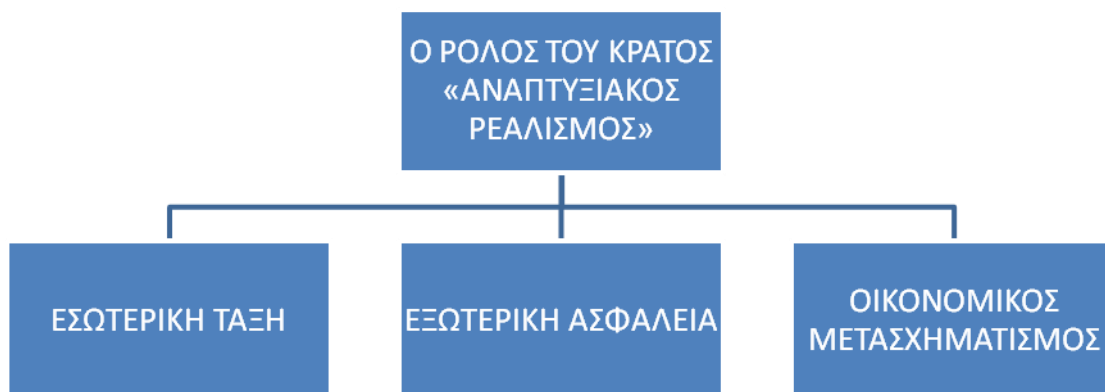 Ο ΡΟΛΟΣ ΤΟΥ ΚΡΑΤΟΣ
«ΑΝΑΠΤΥΞΙΑΚΟΣ
ΡΕΑΛΙΣΜΟΣ»
ΕΣΩΤΕΡΙΚΗ ΤΑΞΗ
ΕΞΩΤΕΡΙΚΗ ΑΣΦΑΛΕΙΑ
ΟΙΚΟΝΟΜΙΚΟΣ
ΜΕΤΑΣΧΗΜΑΤΙΣΜΟΣ